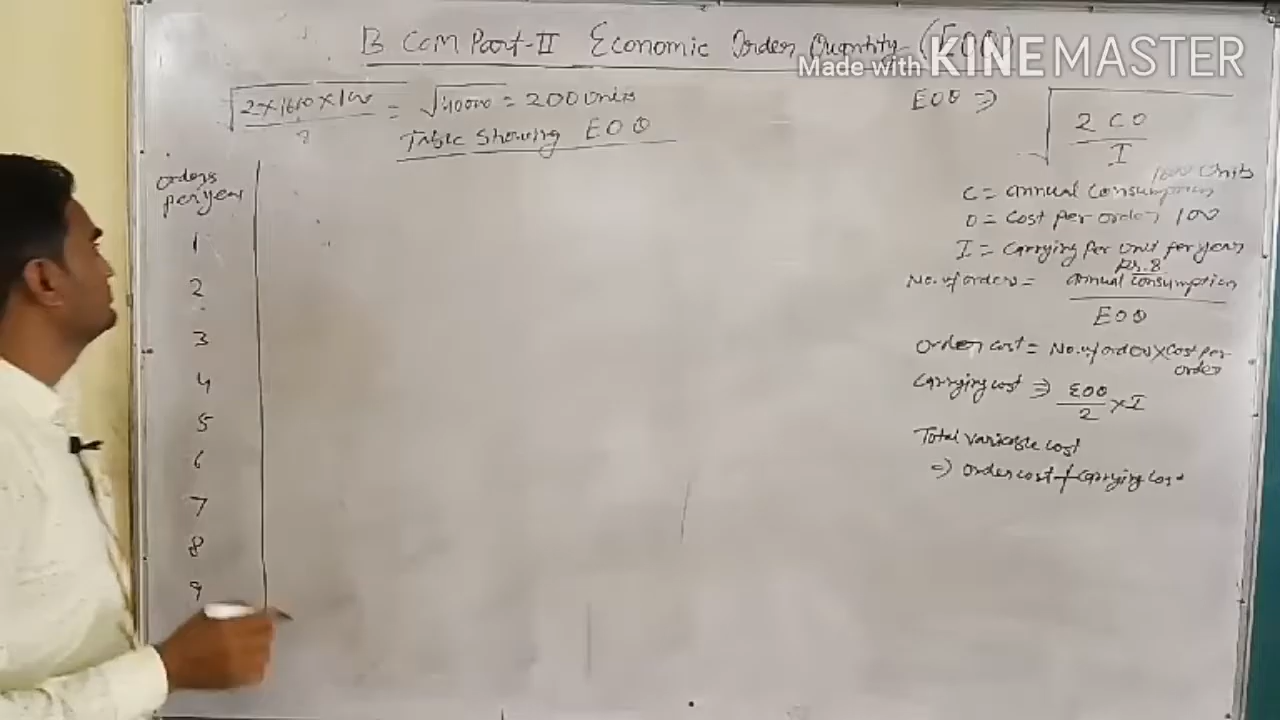 B Com Part-II Economic Order Quantity (EOQ)
Made with KINEMASTER
√2×1600×100/8 = √40000 = 200 Units
Table Showing EOQ
EOQ ⇒ √2CO/I
1600 Units
C = annual Consumption
O = Cost per order 100
I = Carrying per unit per year
Rs. 8
No. of orders = annual Consumption / EOQ
Order cost = No. of order × Cost per order
Carrying cost ⇒ EOQ/2 × I
Total variable cost
⇒ order cost + Carrying cost
orders
per year
1
2
3
4
5
6
7
8
9